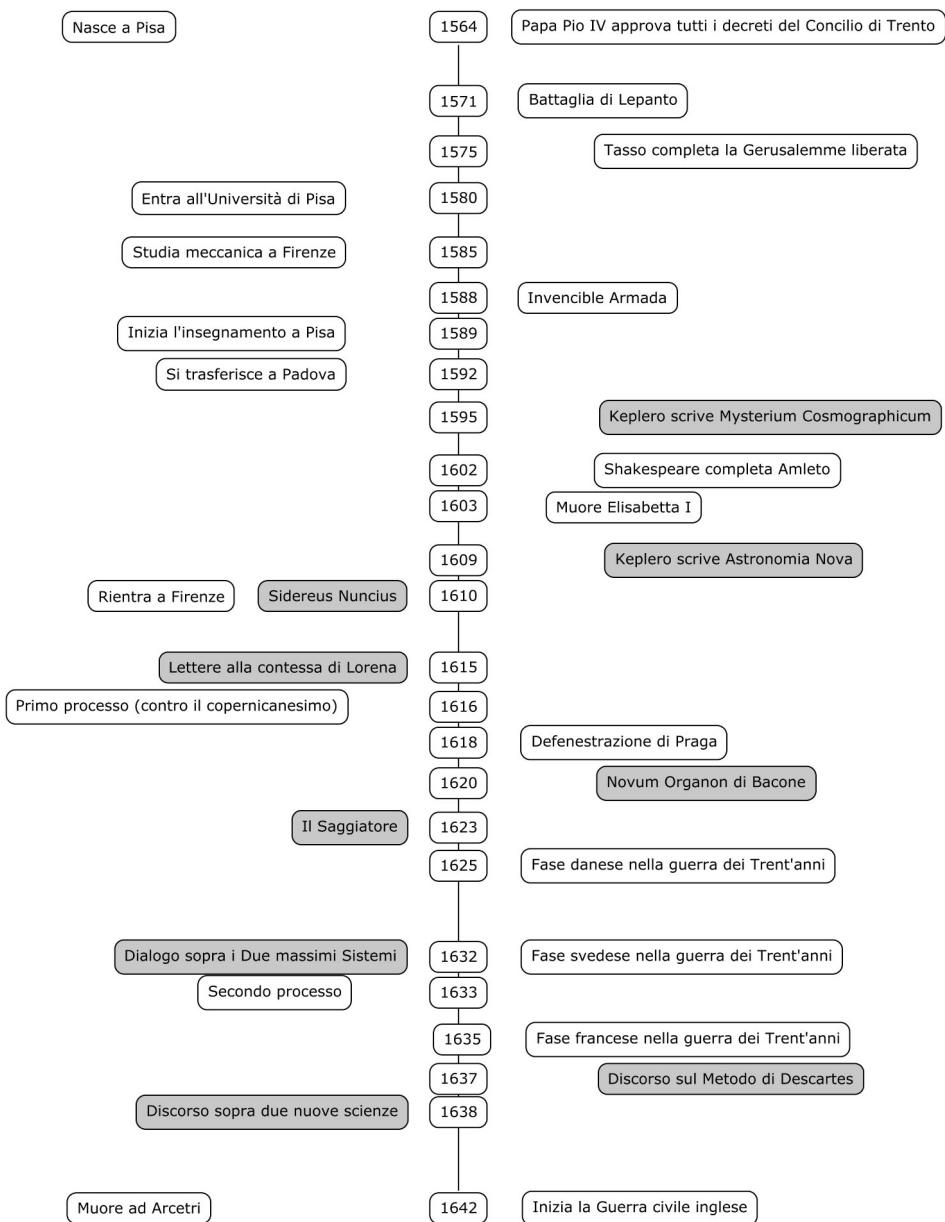 Nasce a Pisa
1564
Papa Pio IV approva tutti i decreti del Concilio di Trento
1571
Battaglia di Lepanto
1575
Tasso completa la Gerusalemme liberata
Entra all'Università di Pisa
1580
Studia meccanica a Firenze
1585
1588
Invencible Armada
Inizia l'insegnamento a Pisa
1589
Si trasferisce a Padova
1592
1595
Keplero scrive Mysterium Cosmographicum
1602
Shakespeare completa Amleto
1603
Muore Elisabetta I
1609
Keplero scrive Astronomia Nova
Rientra a Firenze
Sidereus Nuncius
1610
Lettere alla contessa di Lorena
1615
Primo processo (contro il copernicanesimo)
1616
1618
Defenestrazione di Praga
1620
Novum Organon di Bacone
Il Saggiatore
1623
1625
Fase danese nella guerra dei Trent'anni
Dialogo sopra i Due massimi Sistemi
1632
Fase svedese nella guerra dei Trent'anni
Secondo processo
1633
1635
Fase francese nella guerra dei Trent'anni
1637
Discorso sul Metodo di Descartes
Discorso sopra due nuove scienze
1638
Muore ad Arcetri
1642
Inizia la Guerra civile inglese